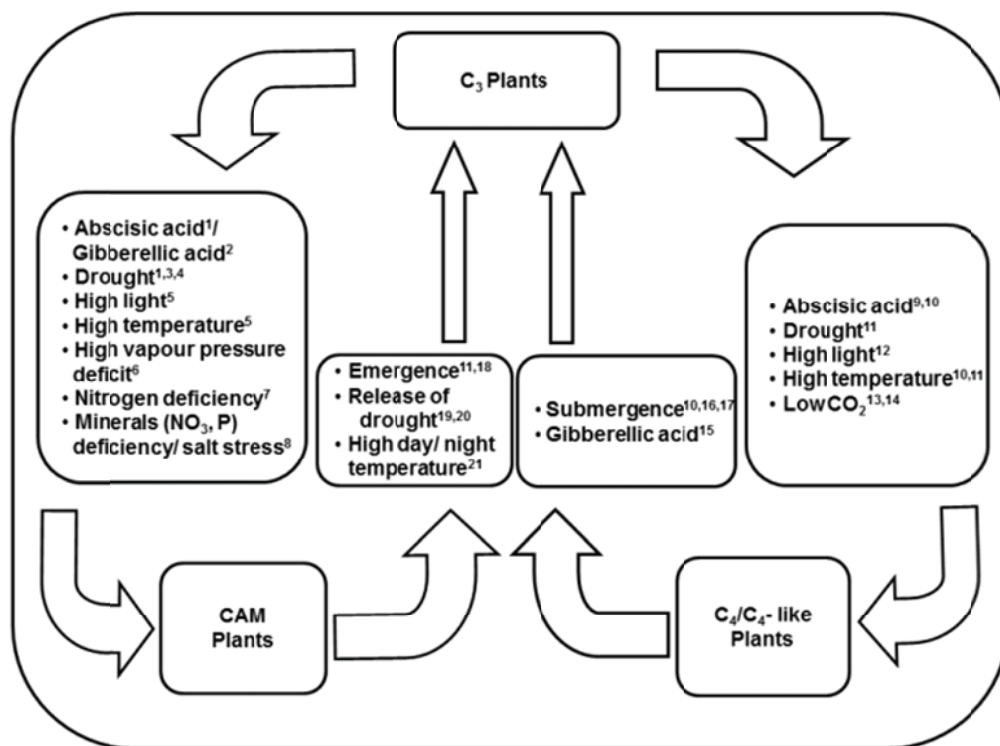 C₃ Plants
• Abscisic acid¹/
Gibberellic acid²
• Drought¹,³,⁴
• High light⁵
• High temperature⁵
• High vapour pressure
deficit⁶
• Nitrogen deficiency⁷
• Minerals (NO₃, P)
deficiency/ salt stress⁸
• Emergence¹¹,¹⁸
• Release of
drought¹⁹,²⁰
• High day/ night
temperature²¹
• Submergence¹⁰,¹⁶,¹⁷
• Gibberellic acid¹⁵
• Abscisic acid⁹,¹⁰
• Drought¹¹
• High light¹²
• High temperature¹⁰,¹¹
• Low CO₂¹³,¹⁴
CAM
Plants
C₄/C₄- like
Plants